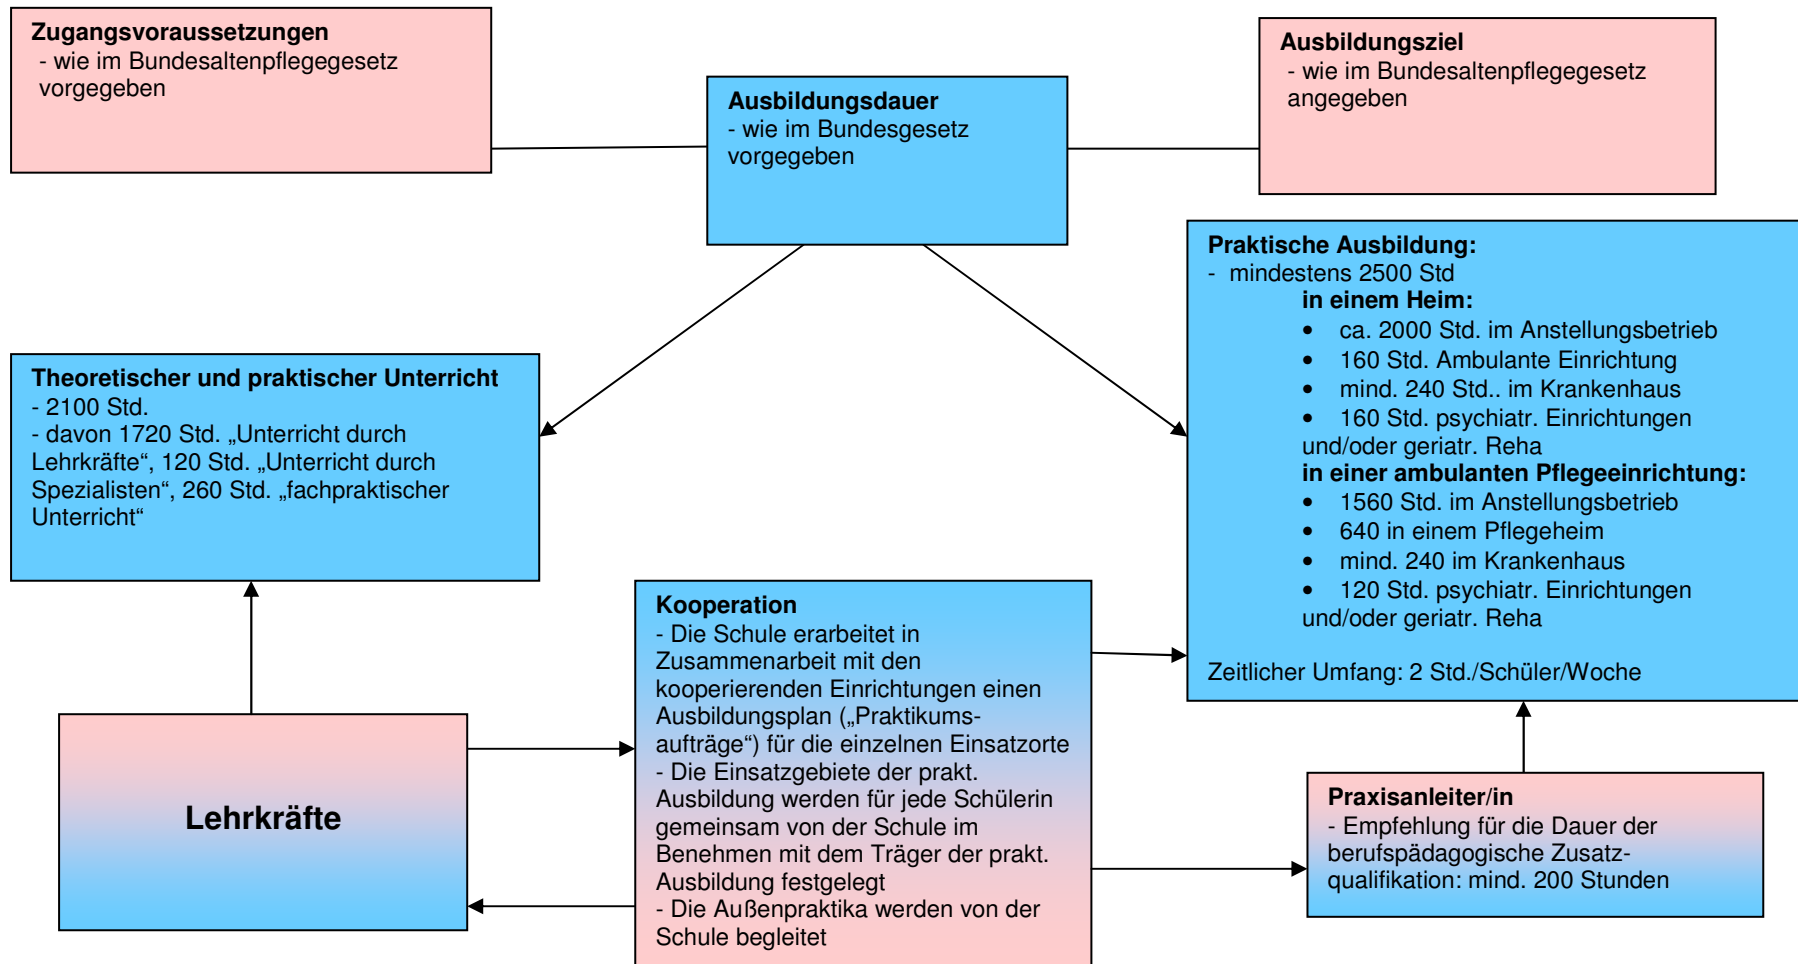 Zugangsvoraussetzungen
- wie im Bundesaltenpflegegesetz
vorgegeben
Ausbildungsdauer
- wie im Bundesgesetz
vorgegeben
Ausbildungsziel
- wie im Bundesaltenpflegegesetz
angegeben
Theoretischer und praktischer Unterricht
- 2100 Std.
- davon 1720 Std. „Unterricht durch
Lehrkräfte“, 120 Std. „Unterricht durch
Spezialisten“, 260 Std. „fachpraktischer
Unterricht“
Praktische Ausbildung:
- mindestens 2500 Std
in einem Heim:
• ca. 2000 Std. im Anstellungsbetrieb
• 160 Std. Ambulante Einrichtung
• mind. 240 Std.. im Krankenhaus
• 160 Std. psychiatr. Einrichtungen
und/oder geriatr. Reha
in einer ambulanten Pflegeeinrichtung:
• 1560 Std. im Anstellungsbetrieb
• 640 in einem Pflegeheim
• mind. 240 im Krankenhaus
• 120 Std. psychiatr. Einrichtungen
und/oder geriatr. Reha
Zeitlicher Umfang: 2 Std./Schüler/Woche
Lehrkräfte
Kooperation
- Die Schule erarbeitet in
Zusammenarbeit mit den
kooperierenden Einrichtungen einen
Ausbildungsplan („Praktikums-
aufträge“) für die einzelnen Einsatzorte
- Die Einsatzgebiete der prakt.
Ausbildung werden für jede Schülerin
gemeinsam von der Schule im
Benehmen mit dem Träger der prakt.
Ausbildung festgelegt
- Die Außenpraktika werden von der
Schule begleitet
Praxisanleiter/in
- Empfehlung für die Dauer der
berufspädagogische Zusatz-
qualifikation: mind. 200 Stunden